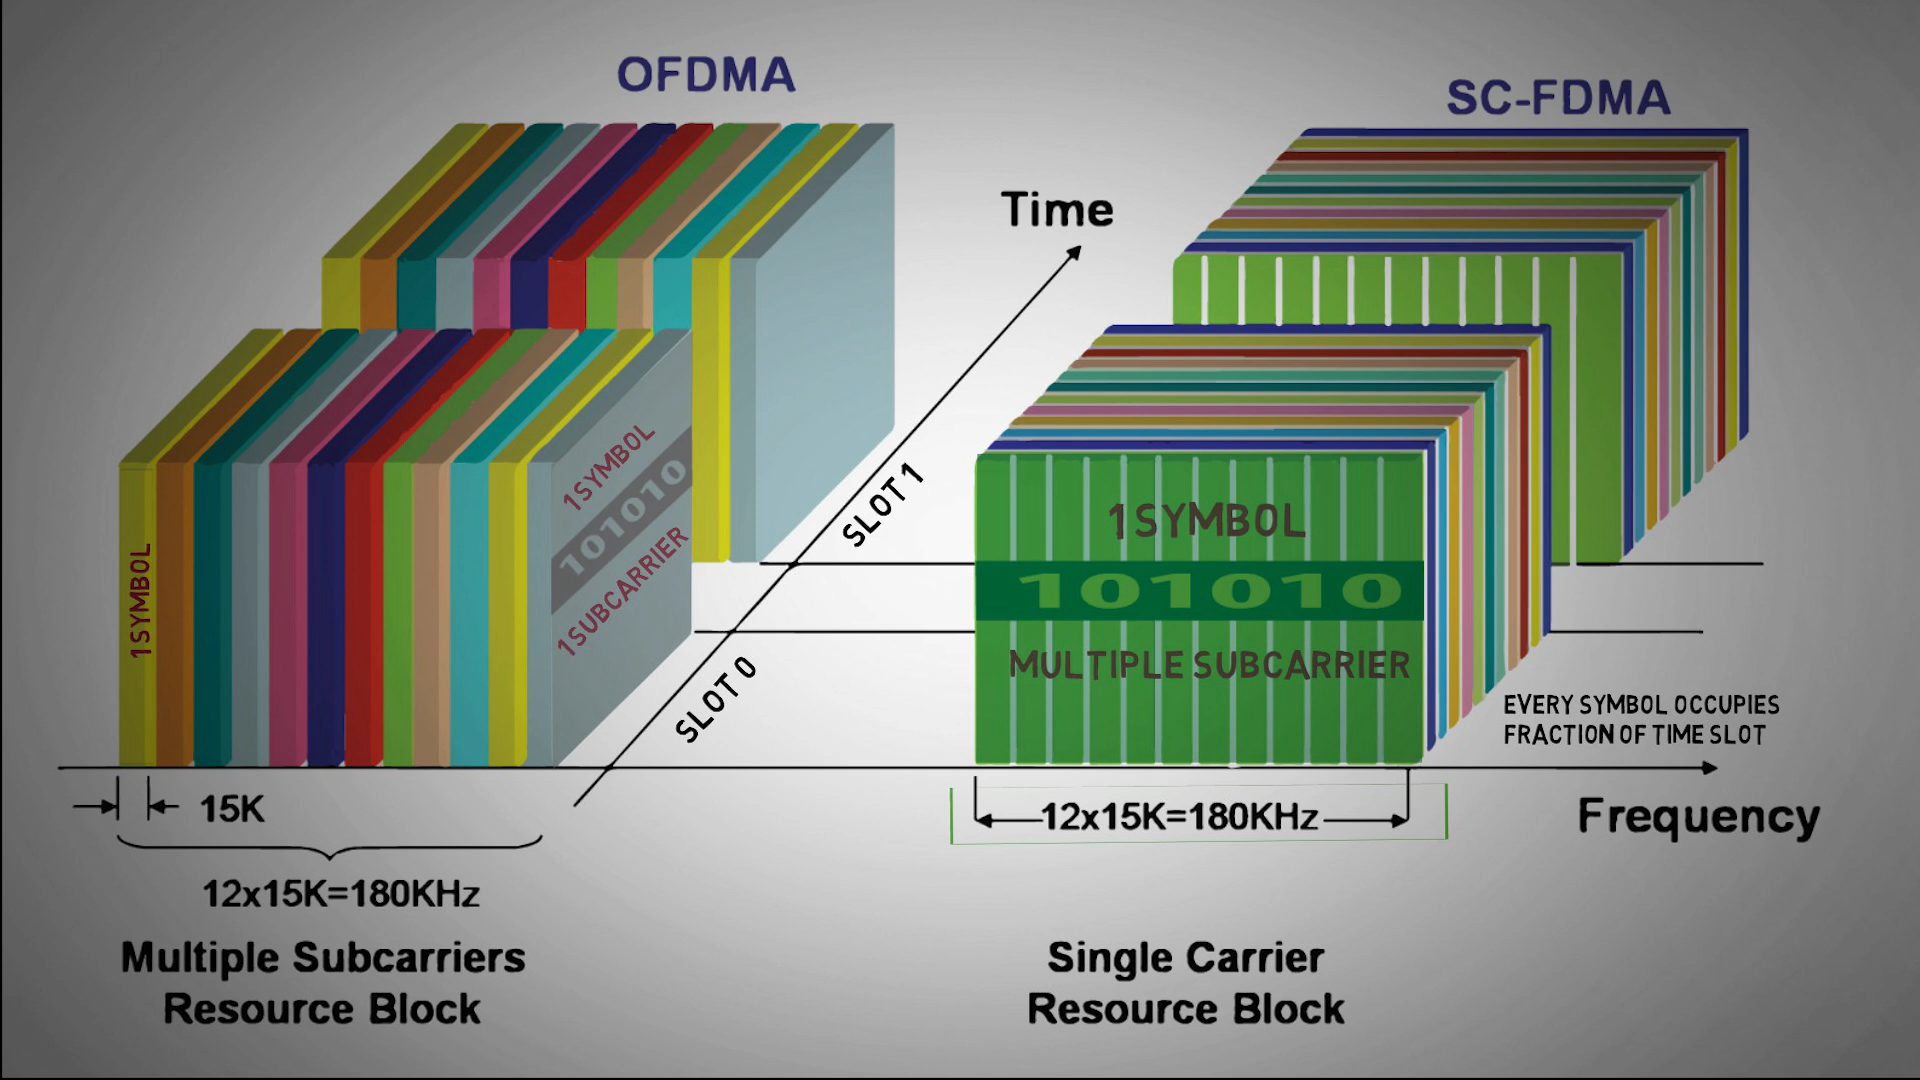 OFDMA
SC-FDMA
Time
1SYMBOL
1SYMBOL
101010
1SUBCARRIER
SLOT 1
SLOT 0
1SYMBOL
101010
MULTIPLE SUBCARRIER
EVERY SYMBOL OCCUPIES
FRACTION OF TIME SLOT
15K
12x15K=180KHz
Frequency
12x15K=180KHz
Multiple Subcarriers
Resource Block
Single Carrier
Resource Block